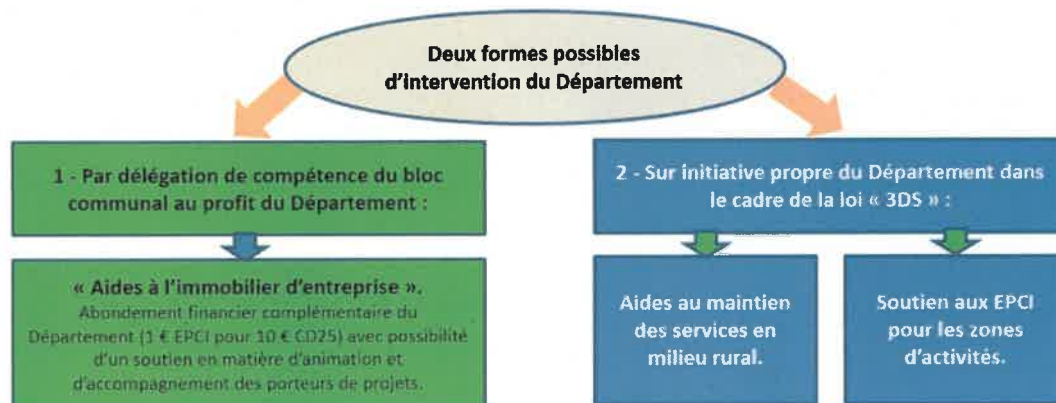 Deux formes possibles
d'intervention du Département
1 - Par délégation de compétence du bloc
communal au profit du Département :
2 - Sur initiative propre du Département dans
le cadre de la loi « 3DS » :
« Aides à l'immobilier d'entreprise ».
Abondement financier complémentaire du
Département (1 € EPCI pour 10 € CD25) avec possibilité
d'un soutien en matière d'animation et
d'accompagnement des porteurs de projets.
Aides au maintien
des services en
milieu rural.
Soutien aux EPCI
pour les zones
d'activités.